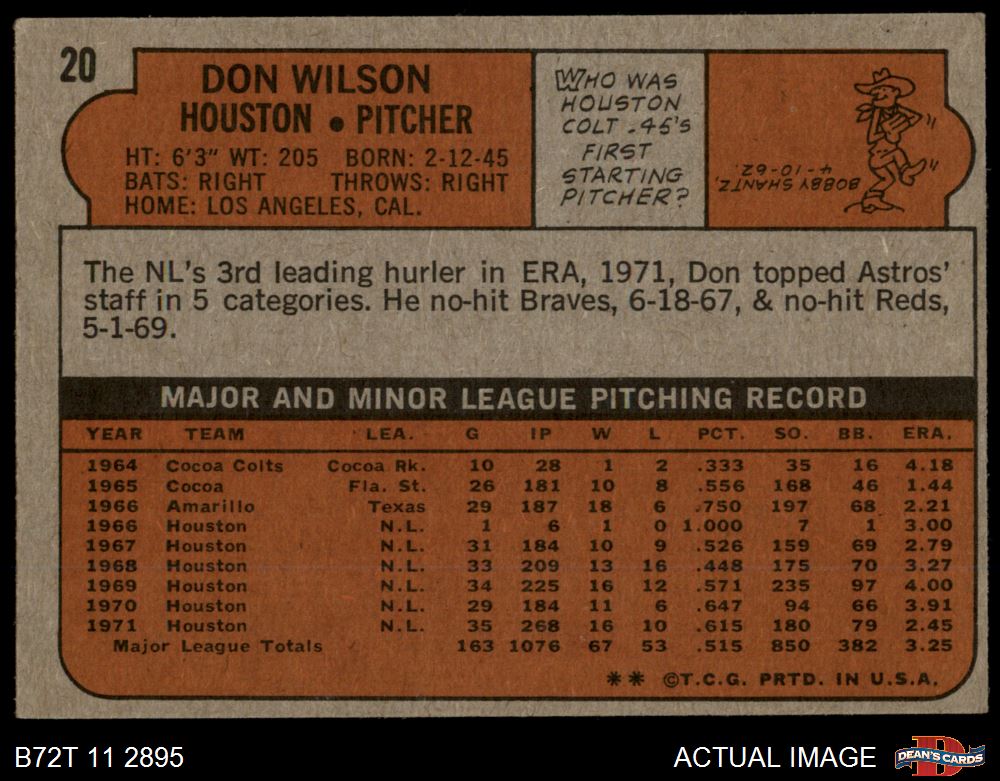 20
DON WILSON
HOUSTON • PITCHER
HT: 6'3" WT: 205 BORN: 2-12-45
BATS: RIGHT THROWS: RIGHT
HOME: LOS ANGELES, CAL.
WHO WAS
HOUSTON
COLT .45'S
FIRST
STARTING
PITCHER?
BOBBY SHANTZ,
4-10-62.
The NL's 3rd leading hurler in ERA, 1971, Don topped Astros'
staff in 5 categories. He no-hit Braves, 6-18-67, & no-hit Reds,
5-1-69.
MAJOR AND MINOR LEAGUE PITCHING RECORD
YEAR TEAM LEA. G IP W L PCT. SO. BB. ERA.
1964 Cocoa Colts Cocoa Rk. 10 28 1 2 .333 35 16 4.18
1965 Cocoa Fla. St. 26 181 10 8 .556 168 46 1.44
1966 Amarillo Texas 29 187 18 6 .750 197 68 2.21
1966 Houston N.L. 1 6 1 0 1.000 7 1 3.00
1967 Houston N.L. 31 184 10 9 .526 159 69 2.79
1968 Houston N.L. 33 209 13 16 .448 175 70 3.27
1969 Houston N.L. 34 225 16 12 .571 235 97 4.00
1970 Houston N.L. 29 184 11 6 .647 94 66 3.91
1971 Houston N.L. 35 268 16 10 .615 180 79 2.45
Major League Totals 163 1076 67 53 .515 850 382 3.25
** ©T.C.G. PRTD. IN U.S.A.
B72T 11 2895
ACTUAL IMAGE
D
DEAN'S CARDS